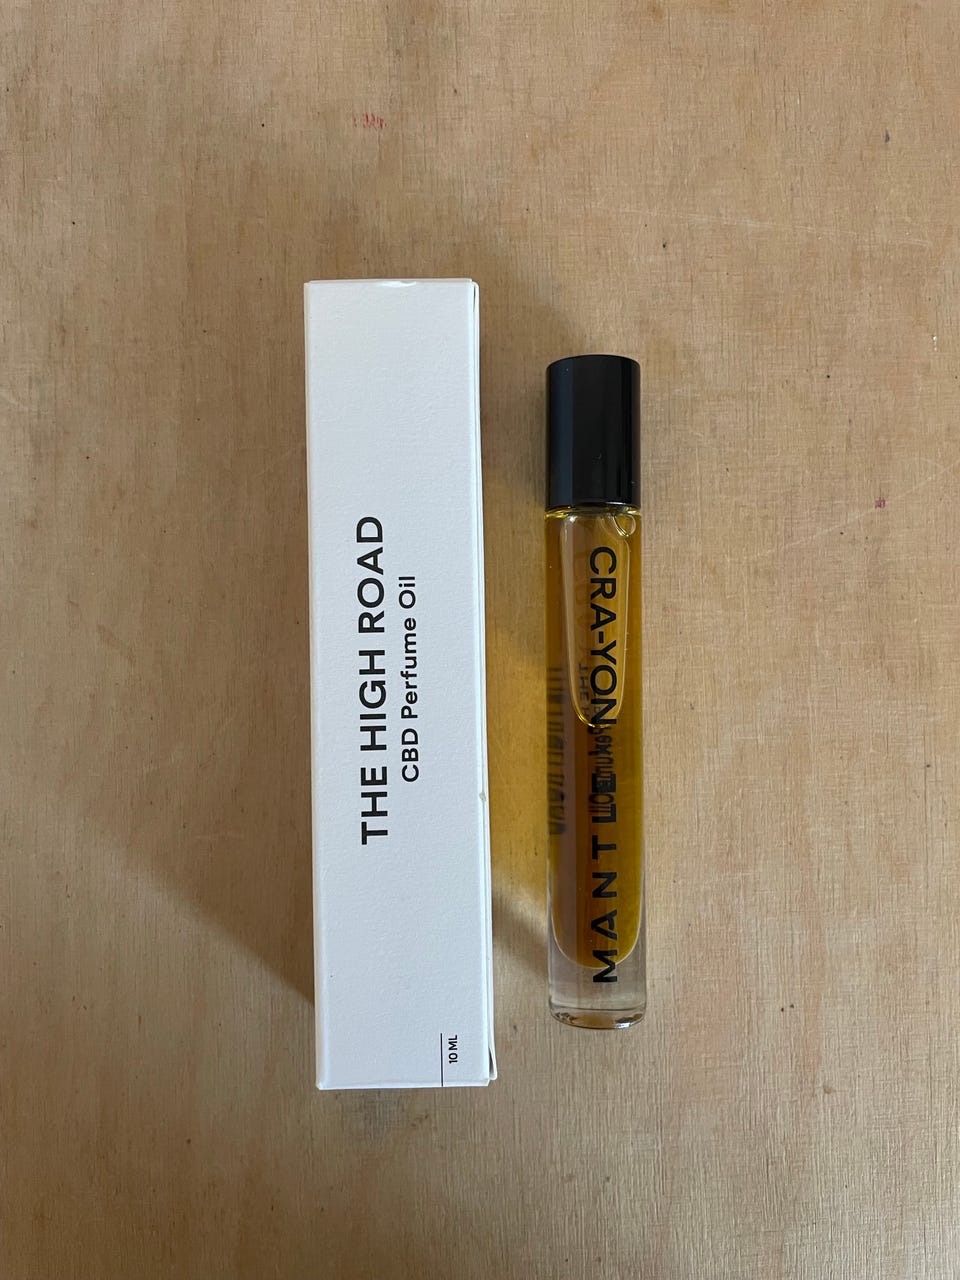 THE HIGH ROAD
CBD Perfume Oil
10 ML
CRA-YON
MANTLE